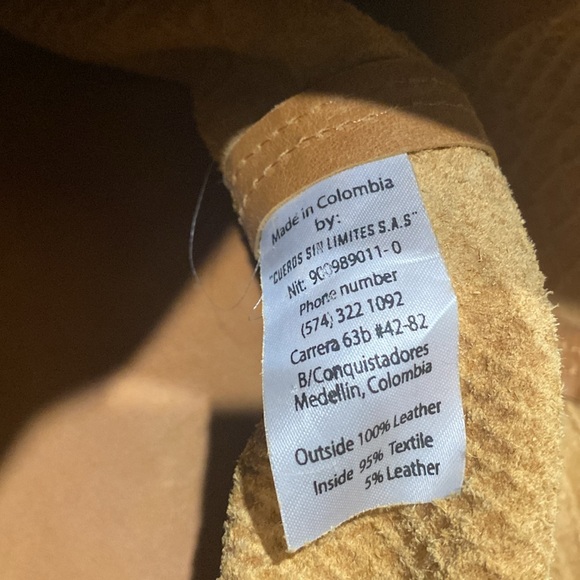 Made in Colombia
by:
"CUEROS SIN LIMITES S.A.S"
Nit: 900989011-0
Phone number
(574) 322 1092
Carrera 63b #42-82
B/Conquistadores
Medellin, Colombia
Outside 100% Leather
Inside 95% Textile
5% Leather